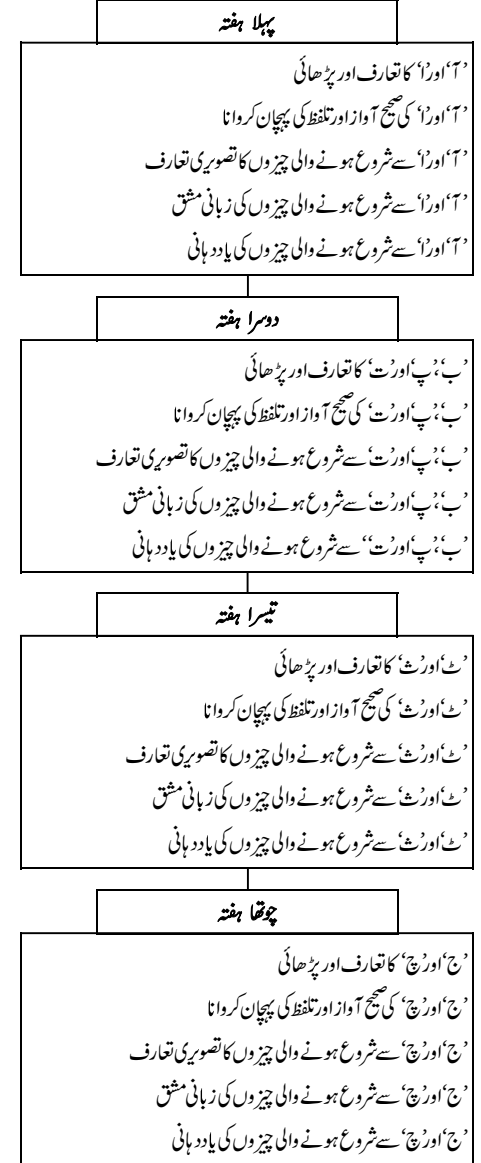 پہلا ہفتہ
’آ‘ اور ’ا‘ کا تعارف اور پڑھائی
’آ‘ اور ’ا‘ کی صحیح آواز اور تلفظ کی پہچان کروانا
’آ‘ اور ’ا‘ سے شروع ہونے والی چیزوں کا تصویری تعارف
’آ‘ اور ’ا‘ سے شروع ہونے والی چیزوں کی زبانی مشق
’آ‘ اور ’ا‘ سے شروع ہونے والی چیزوں کی یاددہانی
دوسرا ہفتہ
’ب‘، ’پ‘ اور ’ت‘ کا تعارف اور پڑھائی
’ب‘، ’پ‘ اور ’ت‘ کی صحیح آواز اور تلفظ کی پہچان کروانا
’ب‘، ’پ‘ اور ’ت‘ سے شروع ہونے والی چیزوں کا تصویری تعارف
’ب‘، ’پ‘ اور ’ت‘ سے شروع ہونے والی چیزوں کی زبانی مشق
’ب‘، ’پ‘ اور ’ت‘‘ سے شروع ہونے والی چیزوں کی یاددہانی
تیسرا ہفتہ
’ٹ‘ اور ’ث‘ کا تعارف اور پڑھائی
’ٹ‘ اور ’ث‘ کی صحیح آواز اور تلفظ کی پہچان کروانا
’ٹ‘ اور ’ث‘ سے شروع ہونے والی چیزوں کا تصویری تعارف
’ٹ‘ اور ’ث‘ سے شروع ہونے والی چیزوں کی زبانی مشق
’ٹ‘ اور ’ث‘ سے شروع ہونے والی چیزوں کی یاددہانی
چوتھا ہفتہ
’ج‘ اور ’چ‘ کا تعارف اور پڑھائی
’ج‘ اور ’چ‘ کی صحیح آواز اور تلفظ کی پہچان کروانا
’ج‘ اور ’چ‘ سے شروع ہونے والی چیزوں کا تصویری تعارف
’ج‘ اور ’چ‘ سے شروع ہونے والی چیزوں کی زبانی مشق
’ج‘ اور ’چ‘ سے شروع ہونے والی چیزوں کی یاددہانی